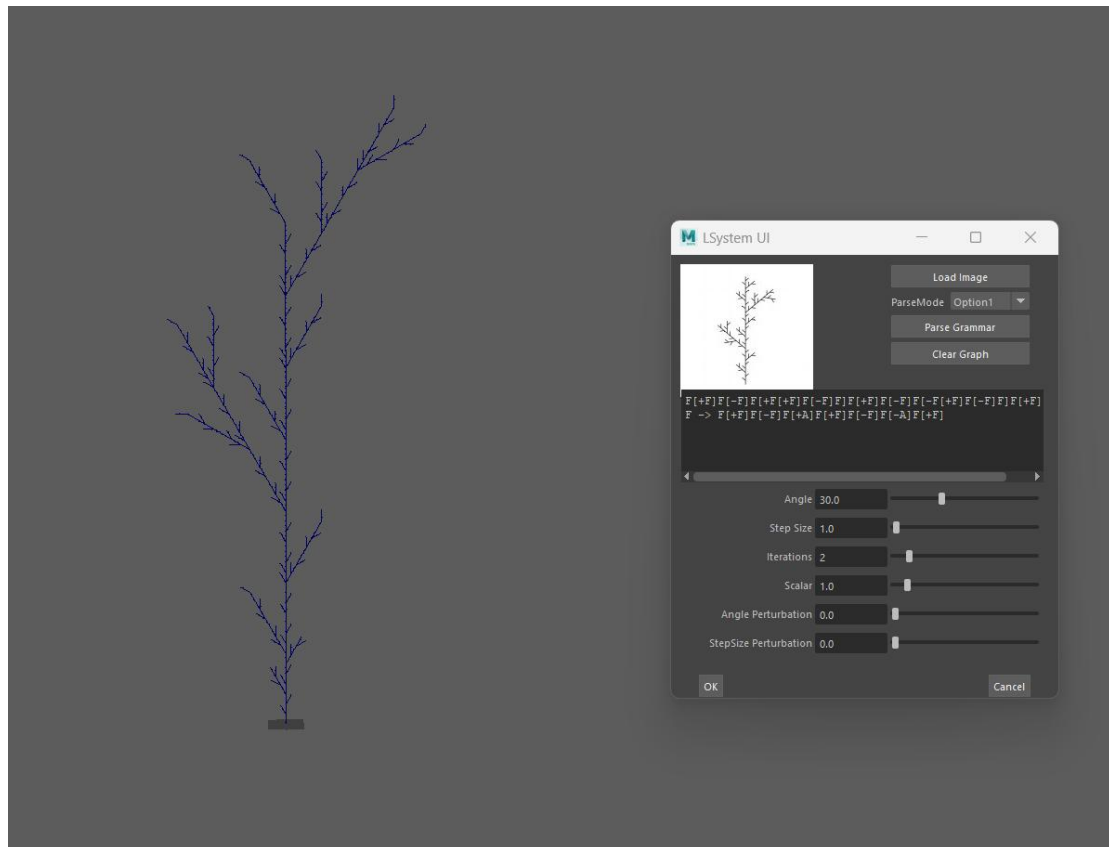 LSystem UI
Load Image
ParseMode Option1
Parse Grammar
Clear Graph
F[+F]F[-F]F[+F[+F]F[-F]F]F[+F]F[-F]F[-F[+F]F[-F]F]F[+F]
F -> F[+F]F[-F]F[+A]F[+F]F[-F]F[-A]F[+F]
Angle 30.0
Step Size 1.0
Iterations 2
Scalar 1.0
Angle Perturbation 0.0
StepSize Perturbation 0.0
OK Cancel